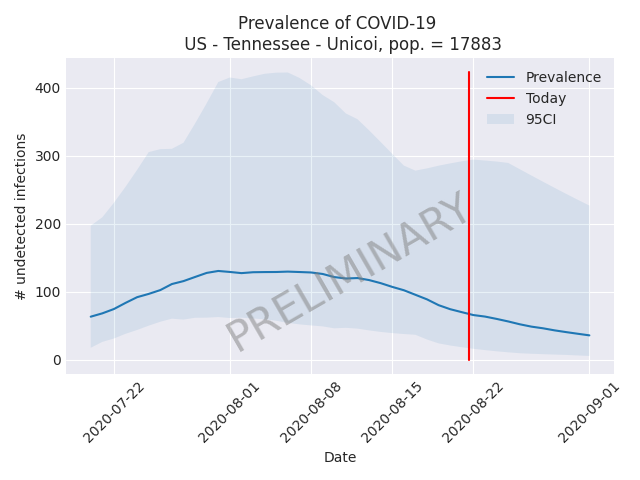 Prevalence of COVID-19
US - Tennessee - Unicoi, pop. = 17883
# undetected infections
400
300
200
100
0
Prevalence
Today
95CI
PRELIMINARY
2020-07-22
2020-08-01
2020-08-08
2020-08-15
2020-08-22
2020-09-01
Date